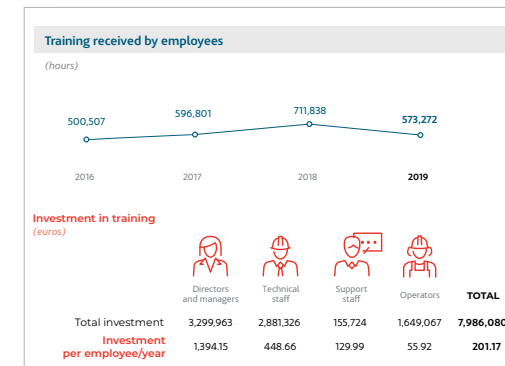 Training received by employees
(hours)
500,507 596,801 711,838 573,272
2016 2017 2018 2019
Investment in training
(euros)
Directors and managers
Technical staff
Support staff
Operators
TOTAL
Total investment 3,299,963 2,881,326 155,724 1,649,067 7,986,080
Investment
per employee/year 1,394.15 448.66 129.99 55.92 201.17